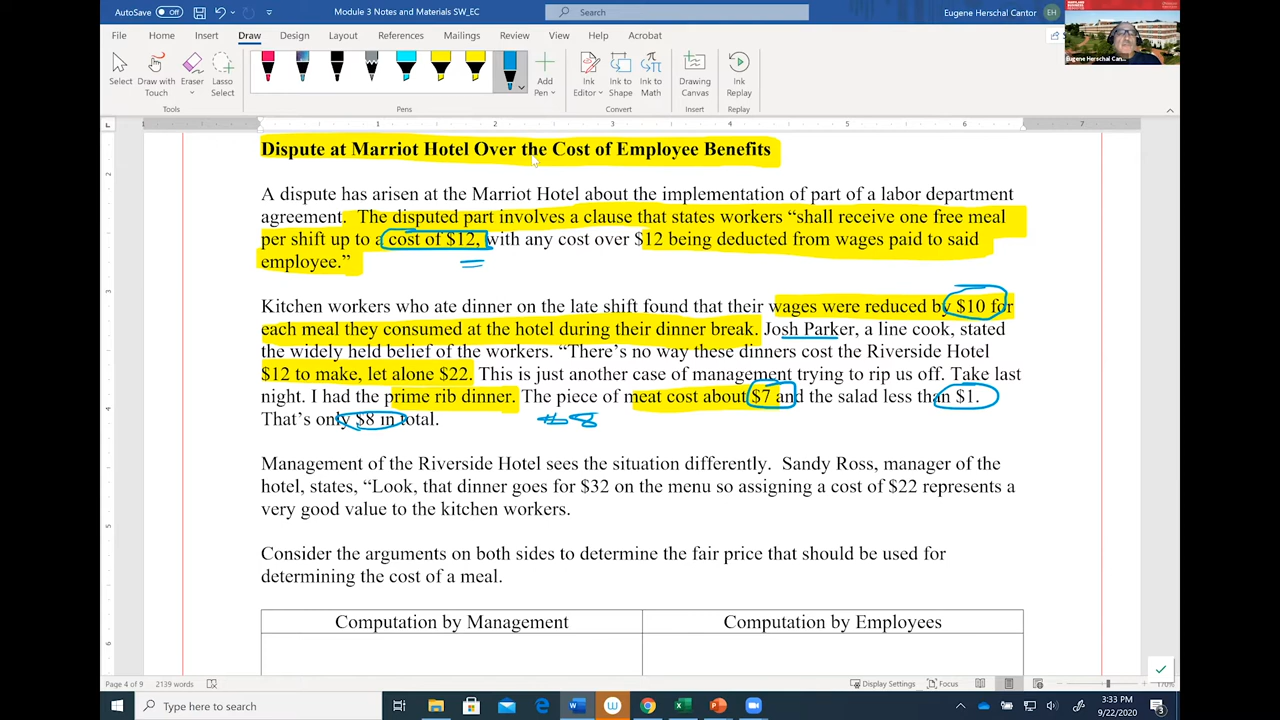 AutoSave Off Module 3 Notes and Materials SW_EC Search Eugene Herschal Cantor EH
File Home Insert Draw Design Layout References Mailings Review View Help Acrobat
Select Draw with Touch Eraser Lasso Select Add Pen Ink Editor Ink to Shape Ink to Math Drawing Canvas Ink Replay
Tools Pens Convert Insert Replay
Eugene Herschal Can...
1 2 3 4 5 6 7
Dispute at Marriot Hotel Over the Cost of Employee Benefits
A dispute has arisen at the Marriot Hotel about the implementation of part of a labor department
agreement. The disputed part involves a clause that states workers “shall receive one free meal
per shift up to a cost of $12, with any cost over $12 being deducted from wages paid to said
employee.”
Kitchen workers who ate dinner on the late shift found that their wages were reduced by $10 for
each meal they consumed at the hotel during their dinner break. Josh Parker, a line cook, stated
the widely held belief of the workers. “There’s no way these dinners cost the Riverside Hotel
$12 to make, let alone $22. This is just another case of management trying to rip us off. Take last
night. I had the prime rib dinner. The piece of meat cost about $7 and the salad less than $1.
That’s only $8 in total. $8
Management of the Riverside Hotel sees the situation differently. Sandy Ross, manager of the
hotel, states, “Look, that dinner goes for $32 on the menu so assigning a cost of $22 represents a
very good value to the kitchen workers.
Consider the arguments on both sides to determine the fair price that should be used for
determining the cost of a meal.
Computation by Management Computation by Employees
Page 4 of 9 2139 words Display Settings Focus 170%
Type here to search 3:33 PM
9/22/2020